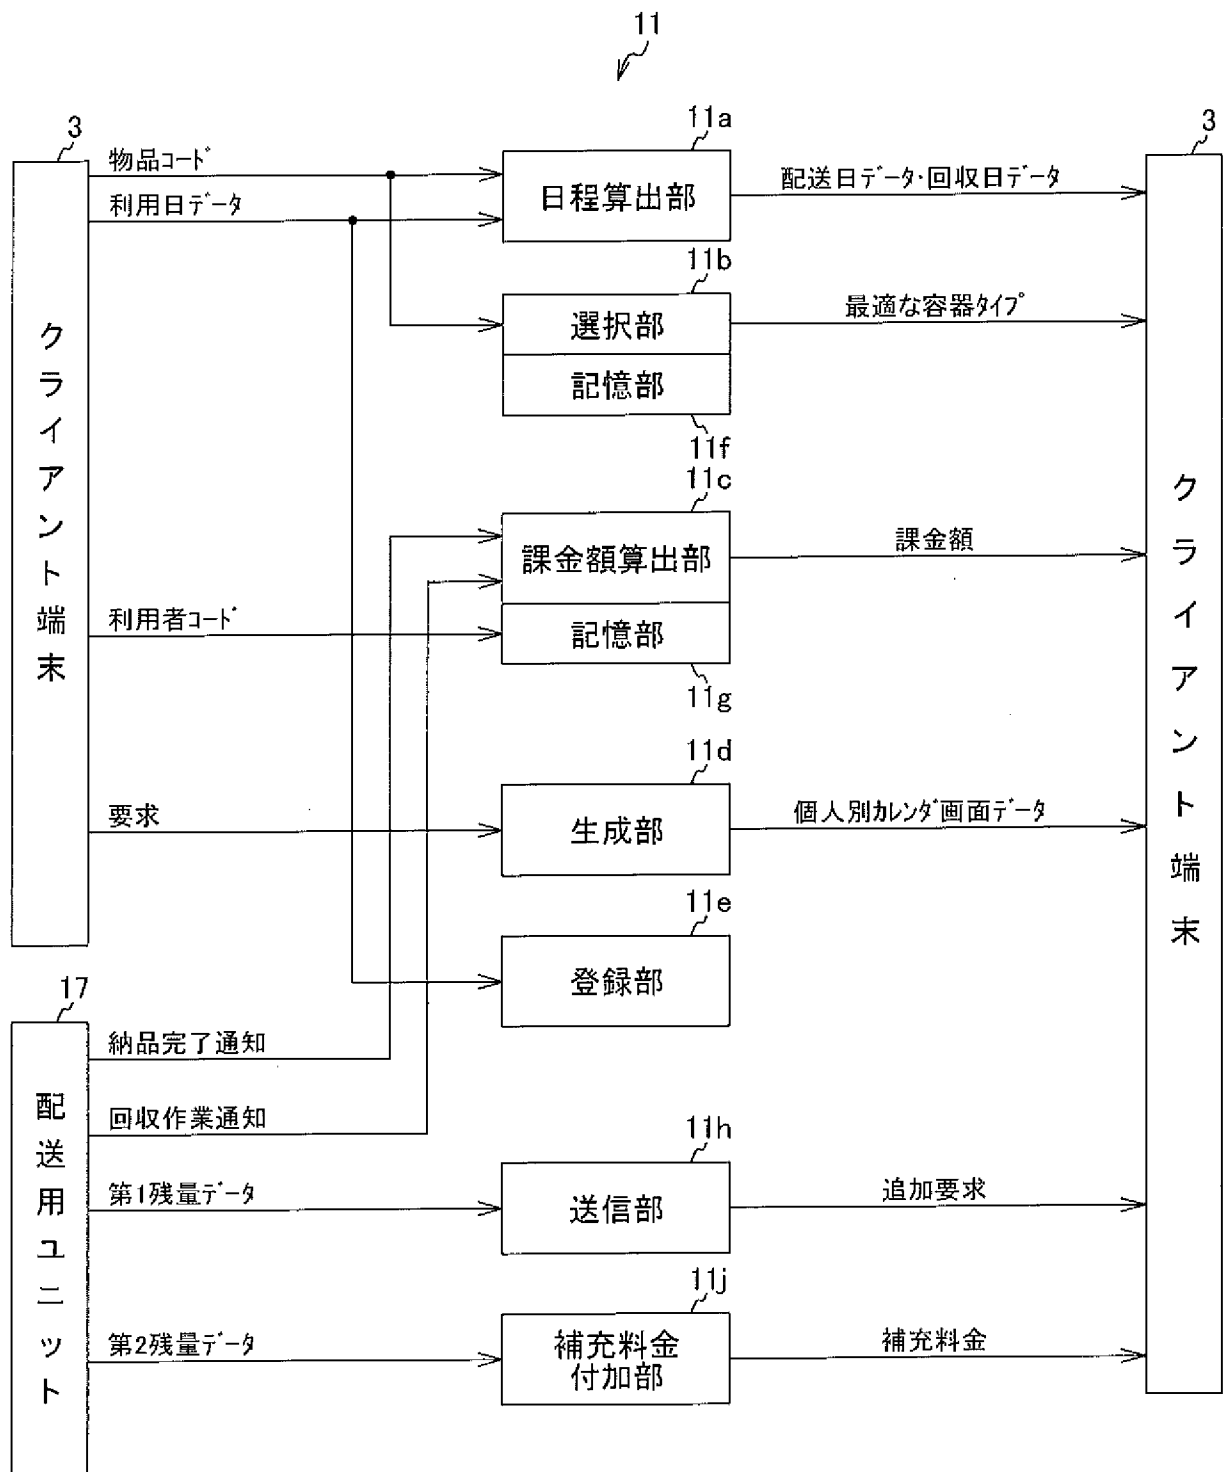 11
3
クライアント端末
物品コード
利用日データ
11a
日程算出部
配送日データ・回収日データ
3
クライアント端末
11b
選択部
最適な容器タイプ
記憶部
11f
11c
課金額算出部
課金額
利用者コード
記憶部
11g
11d
要求
生成部
個人別カレンダ画面データ
11e
登録部
17
配送用ユニット
納品完了通知
回収作業通知
11h
第1残量データ
送信部
追加要求
11j
第2残量データ
補充料金
付加部
補充料金